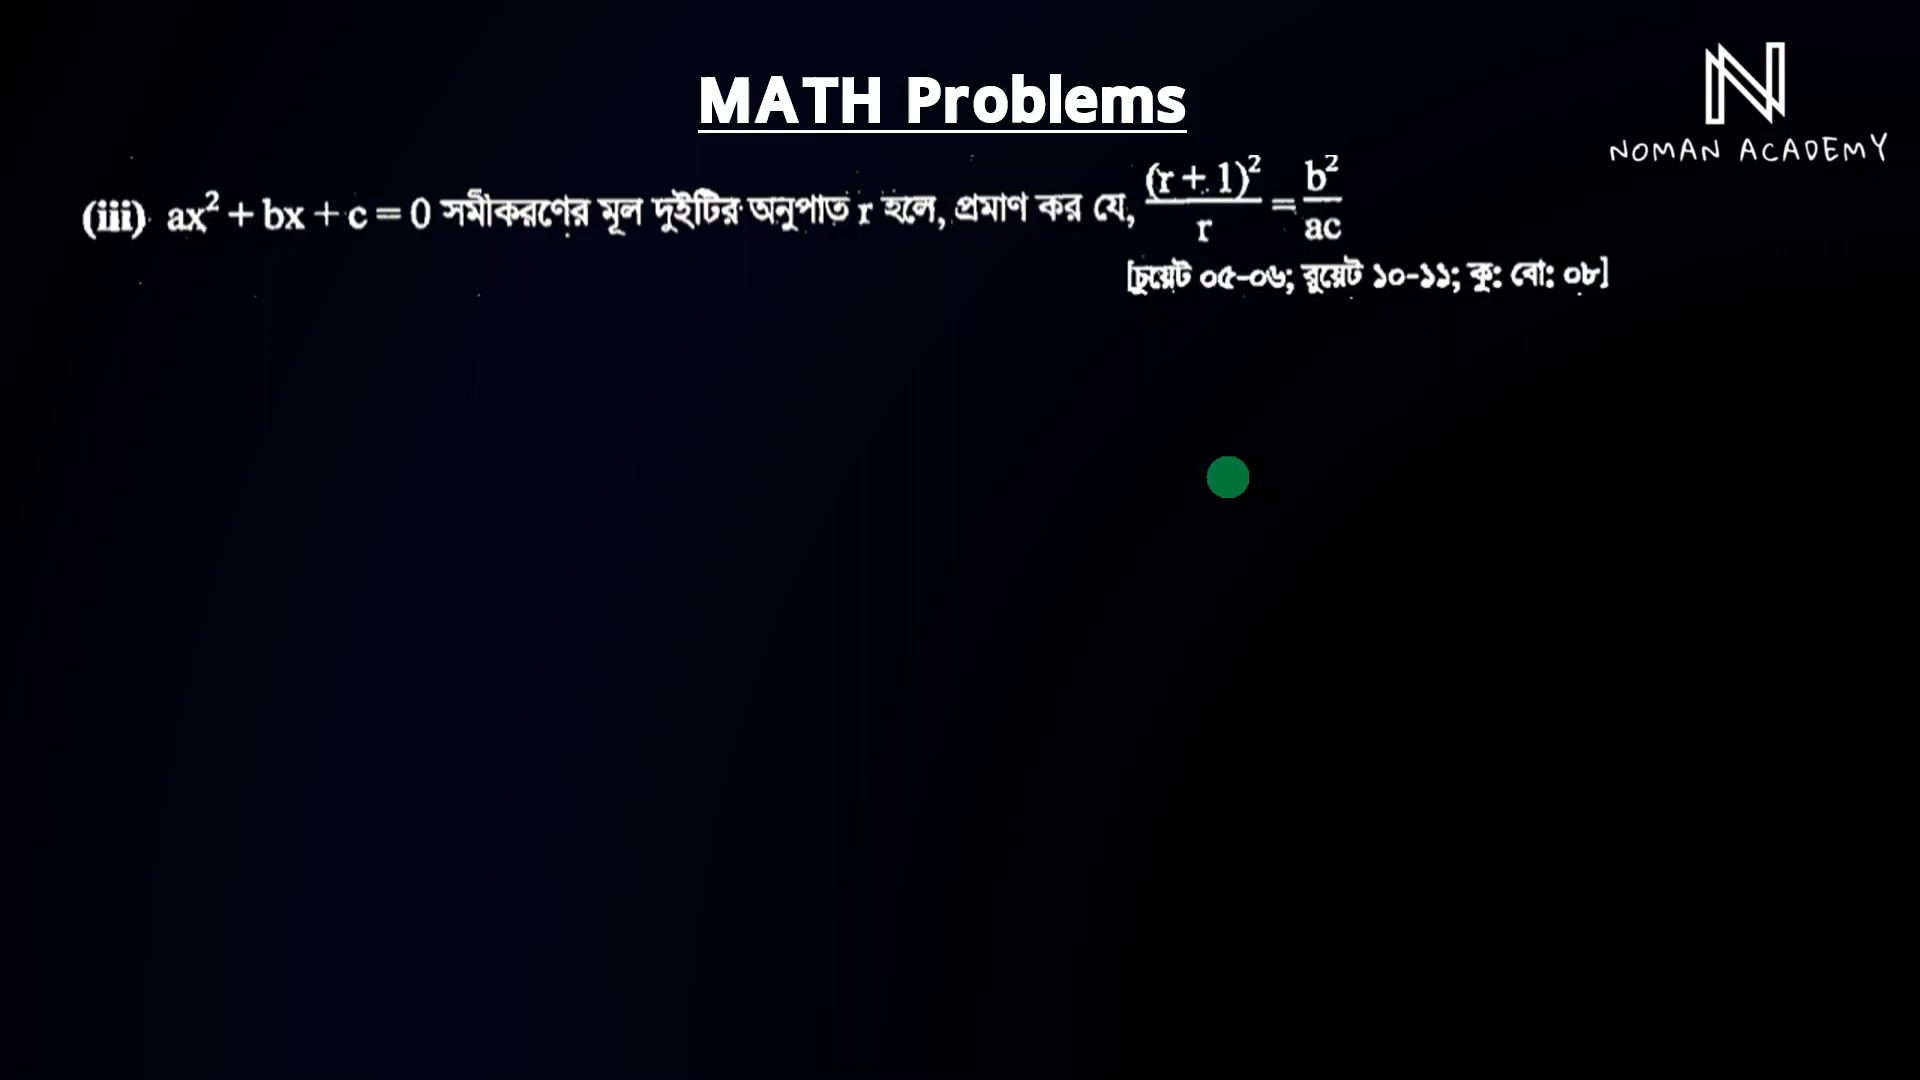 MATH Problems
NOMAN ACADEMY
(iii) ax² + bx + c = 0 সমীকরণের মূল দুইটির অনুপাত r হলে, প্রমাণ কর যে, (r + 1)²/r = b²/ac
[চুয়েট ০৫-০৬; বুয়েট ১০-১১; কু: বো: ০৮]